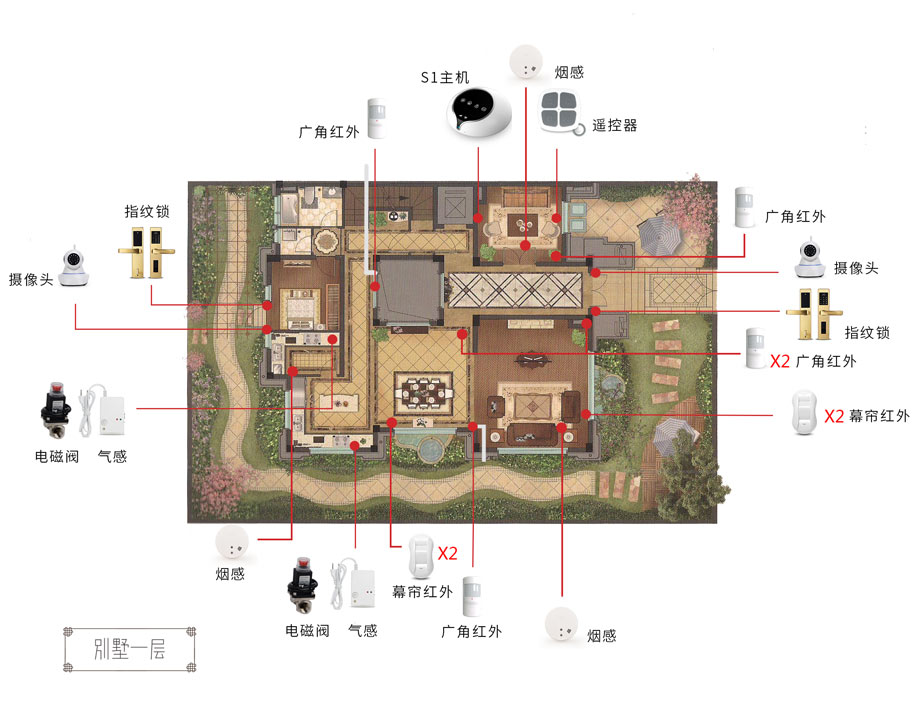 烟感
S1主机
遥控器
广角红外
指纹锁
广角红外
摄像头
摄像头
指纹锁
X2 广角红外
X2 幕帘红外
电磁阀
气感
X2
烟感
幕帘红外
电磁阀
气感
广角红外
烟感
别墅一层